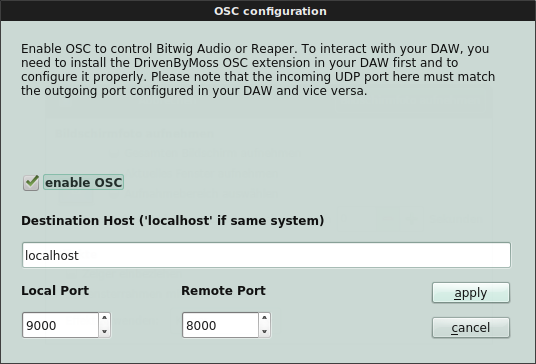 OSC configuration
Enable OSC to control Bitwig Audio or Reaper. To interact with your DAW, you
need to install the DrivenByMoss OSC extension in your DAW first and to
configure it properly. Please note that the incoming UDP port here must match
the outgoing port configured in your DAW and vice versa.
enable OSC
Destination Host ('localhost' if same system)
localhost
Local Port Remote Port apply
9000 8000 cancel